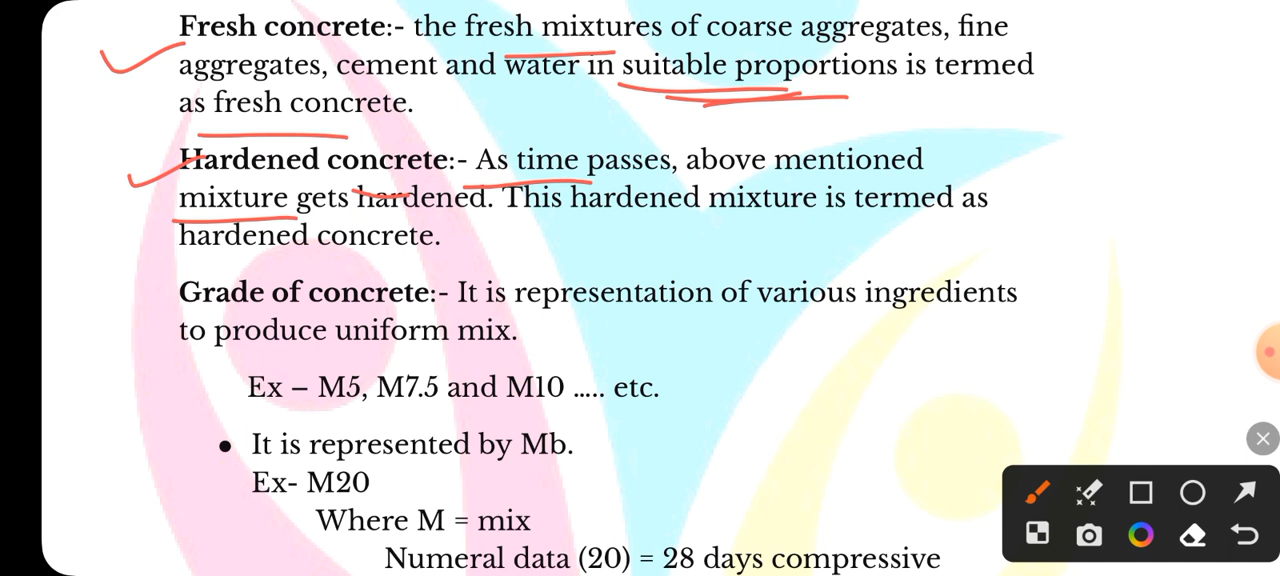 Fresh concrete:- the fresh mixtures of coarse aggregates, fine
aggregates, cement and water in suitable proportions is termed
as fresh concrete.
Hardened concrete:- As time passes, above mentioned
mixture gets hardened. This hardened mixture is termed as
hardened concrete.
Grade of concrete:- It is representation of various ingredients
to produce uniform mix.
Ex – M5, M7.5 and M10 ..... etc.
● It is represented by Mb.
Ex- M20
Where M = mix
Numeral data (20) = 28 days compressive